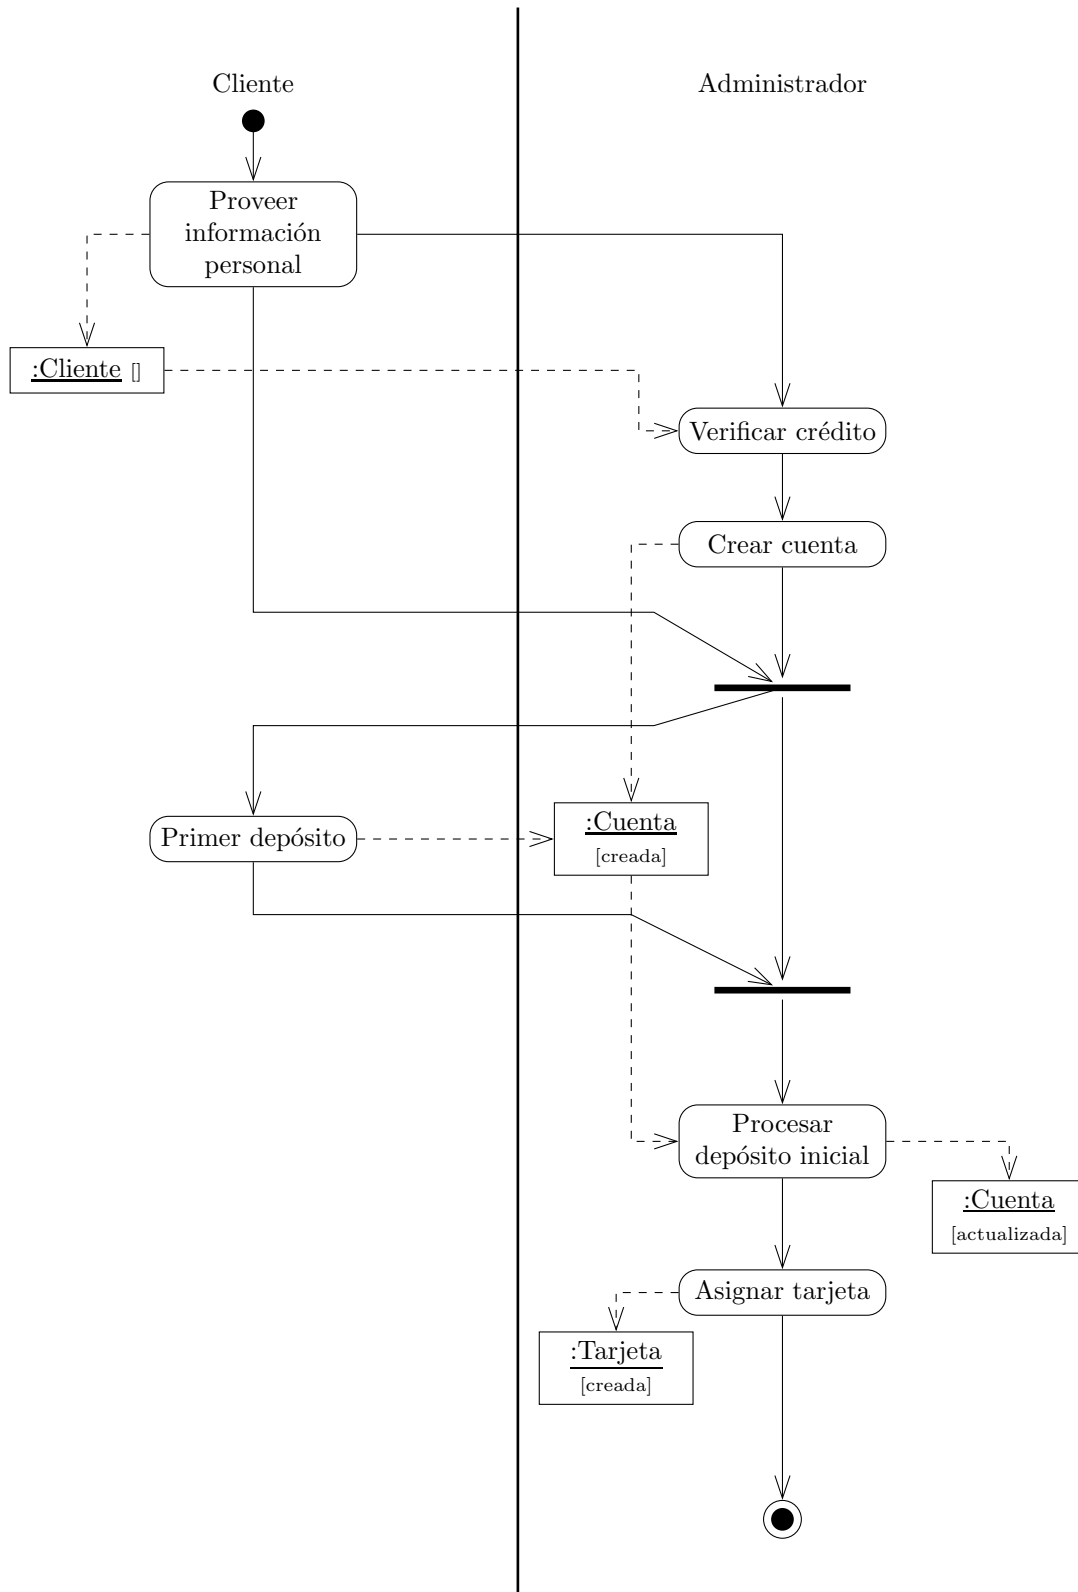 Cliente
Administrador
Proveer
información
personal
:Cliente []
Verificar crédito
Crear cuenta
Primer depósito
:Cuenta
[creada]
Procesar
depósito inicial
:Cuenta
[actualizada]
Asignar tarjeta
:Tarjeta
[creada]